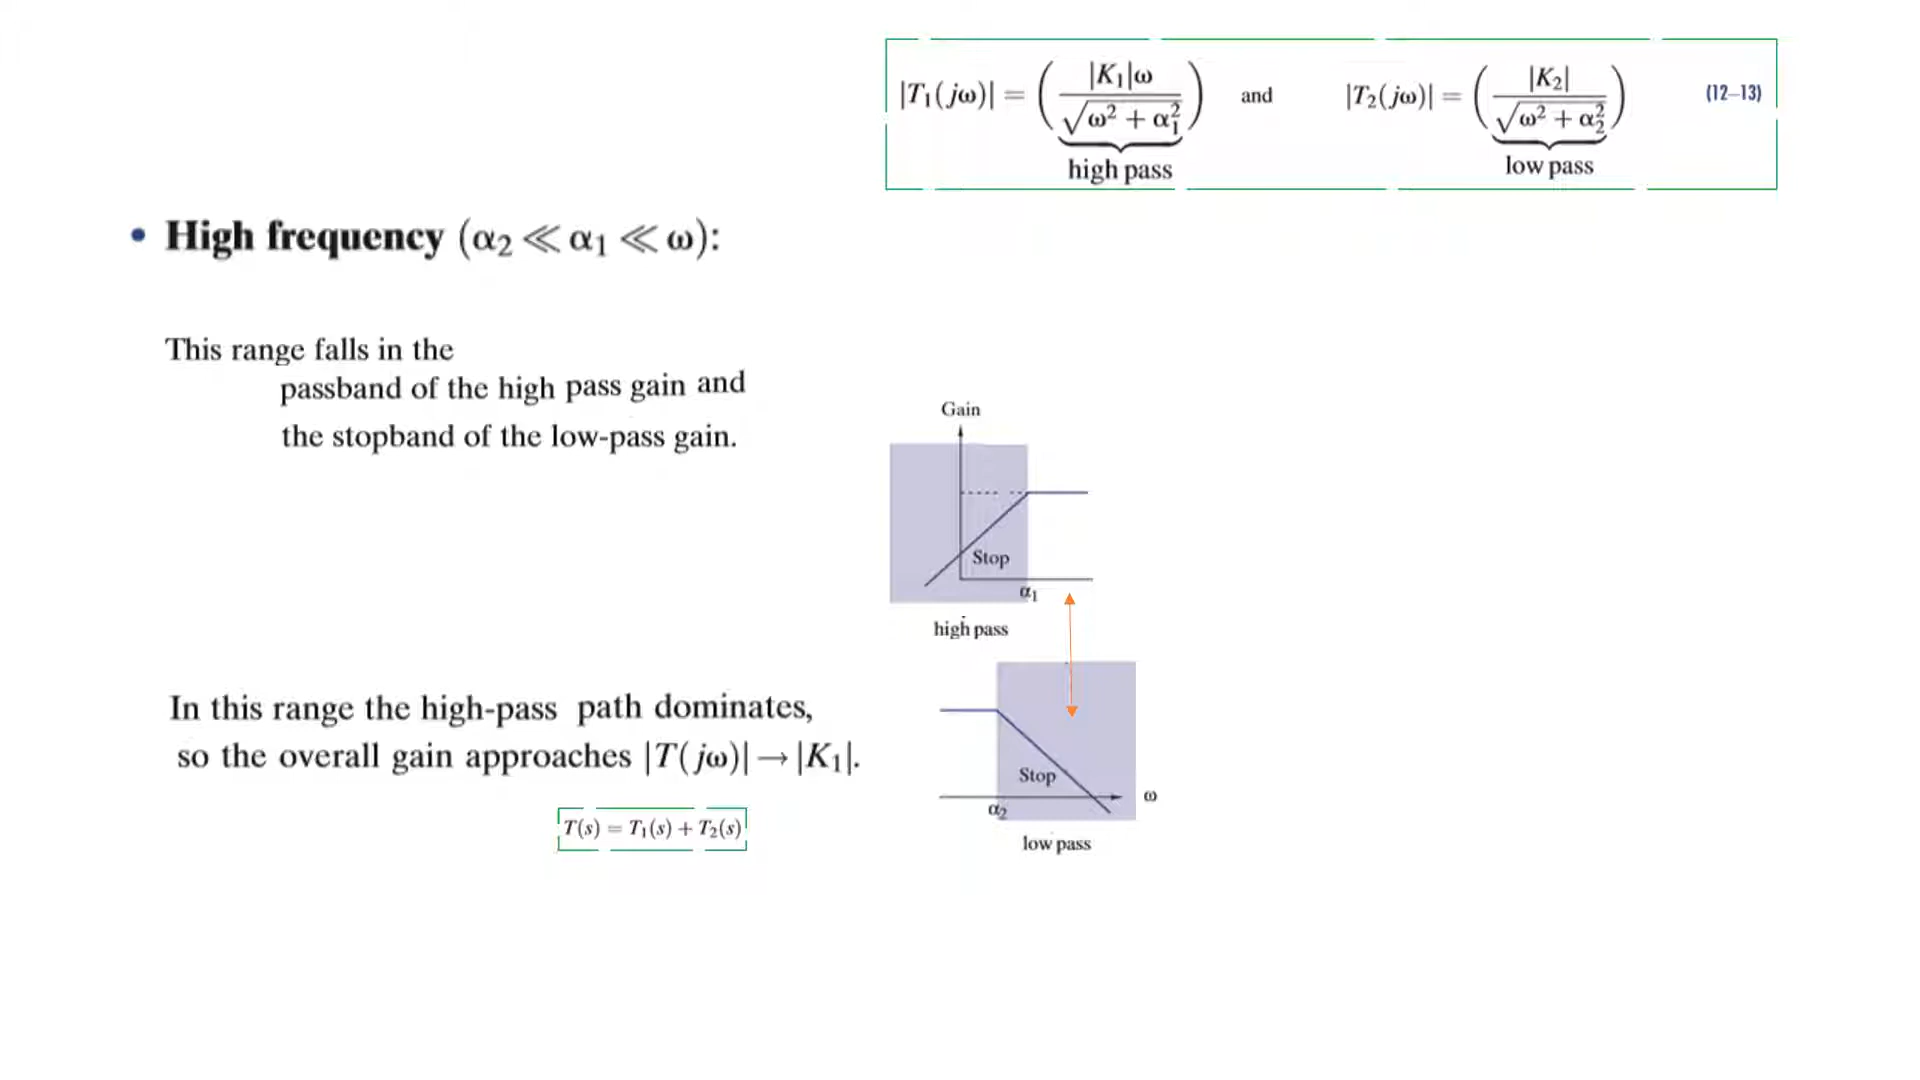 |T₁(jω)| = (|K₁|ω / √(ω² + α₁²)) and |T₂(jω)| = (|K₂| / √(ω² + α₂²)) (12–13)
high pass
low pass
• High frequency (α₂ ≪ α₁ ≪ ω):
This range falls in the
passband of the high pass gain and
the stopband of the low-pass gain.
Gain
Stop
α₁
high pass
In this range the high-pass path dominates,
so the overall gain approaches |T(jω)| → |K₁|.
T(s) = T₁(s) + T₂(s)
Stop
α₂
ω
low pass